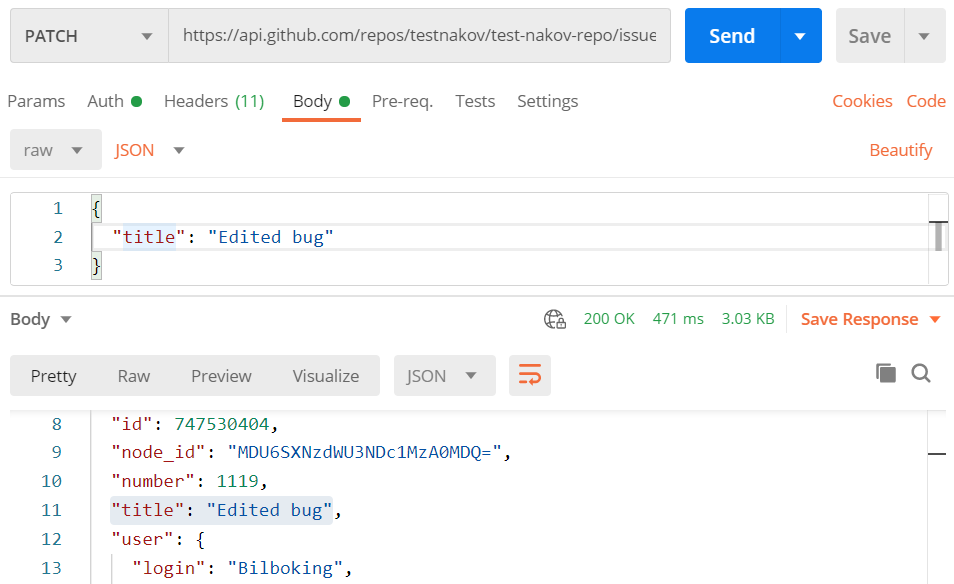 PATCH https://api.github.com/repos/testnakov/test-nakov-repo/issue Send Save
Params Auth Headers (11) Body Pre-req. Tests Settings Cookies Code
raw JSON Beautify
1 {
2 "title": "Edited bug"
3 }
Body 200 OK 471 ms 3.03 KB Save Response
Pretty Raw Preview Visualize JSON
8 "id": 747530404,
9 "node_id": "MDU6SXNzdWU3NDc1MzA0MDQ=",
10 "number": 1119,
11 "title": "Edited bug",
12 "user": {
13 "login": "Bilboking",